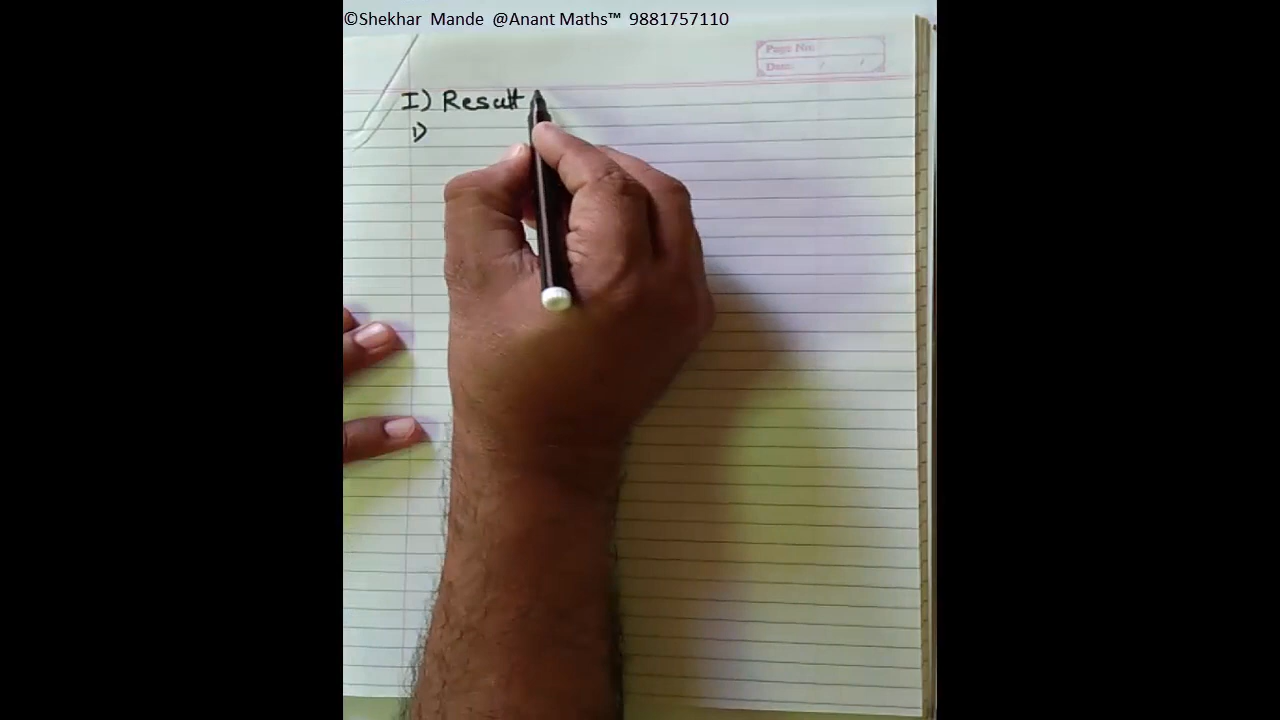 ©Shekhar Mande @Anant Maths™ 9881757110
Page No:
Date: / /
I) Result
1)